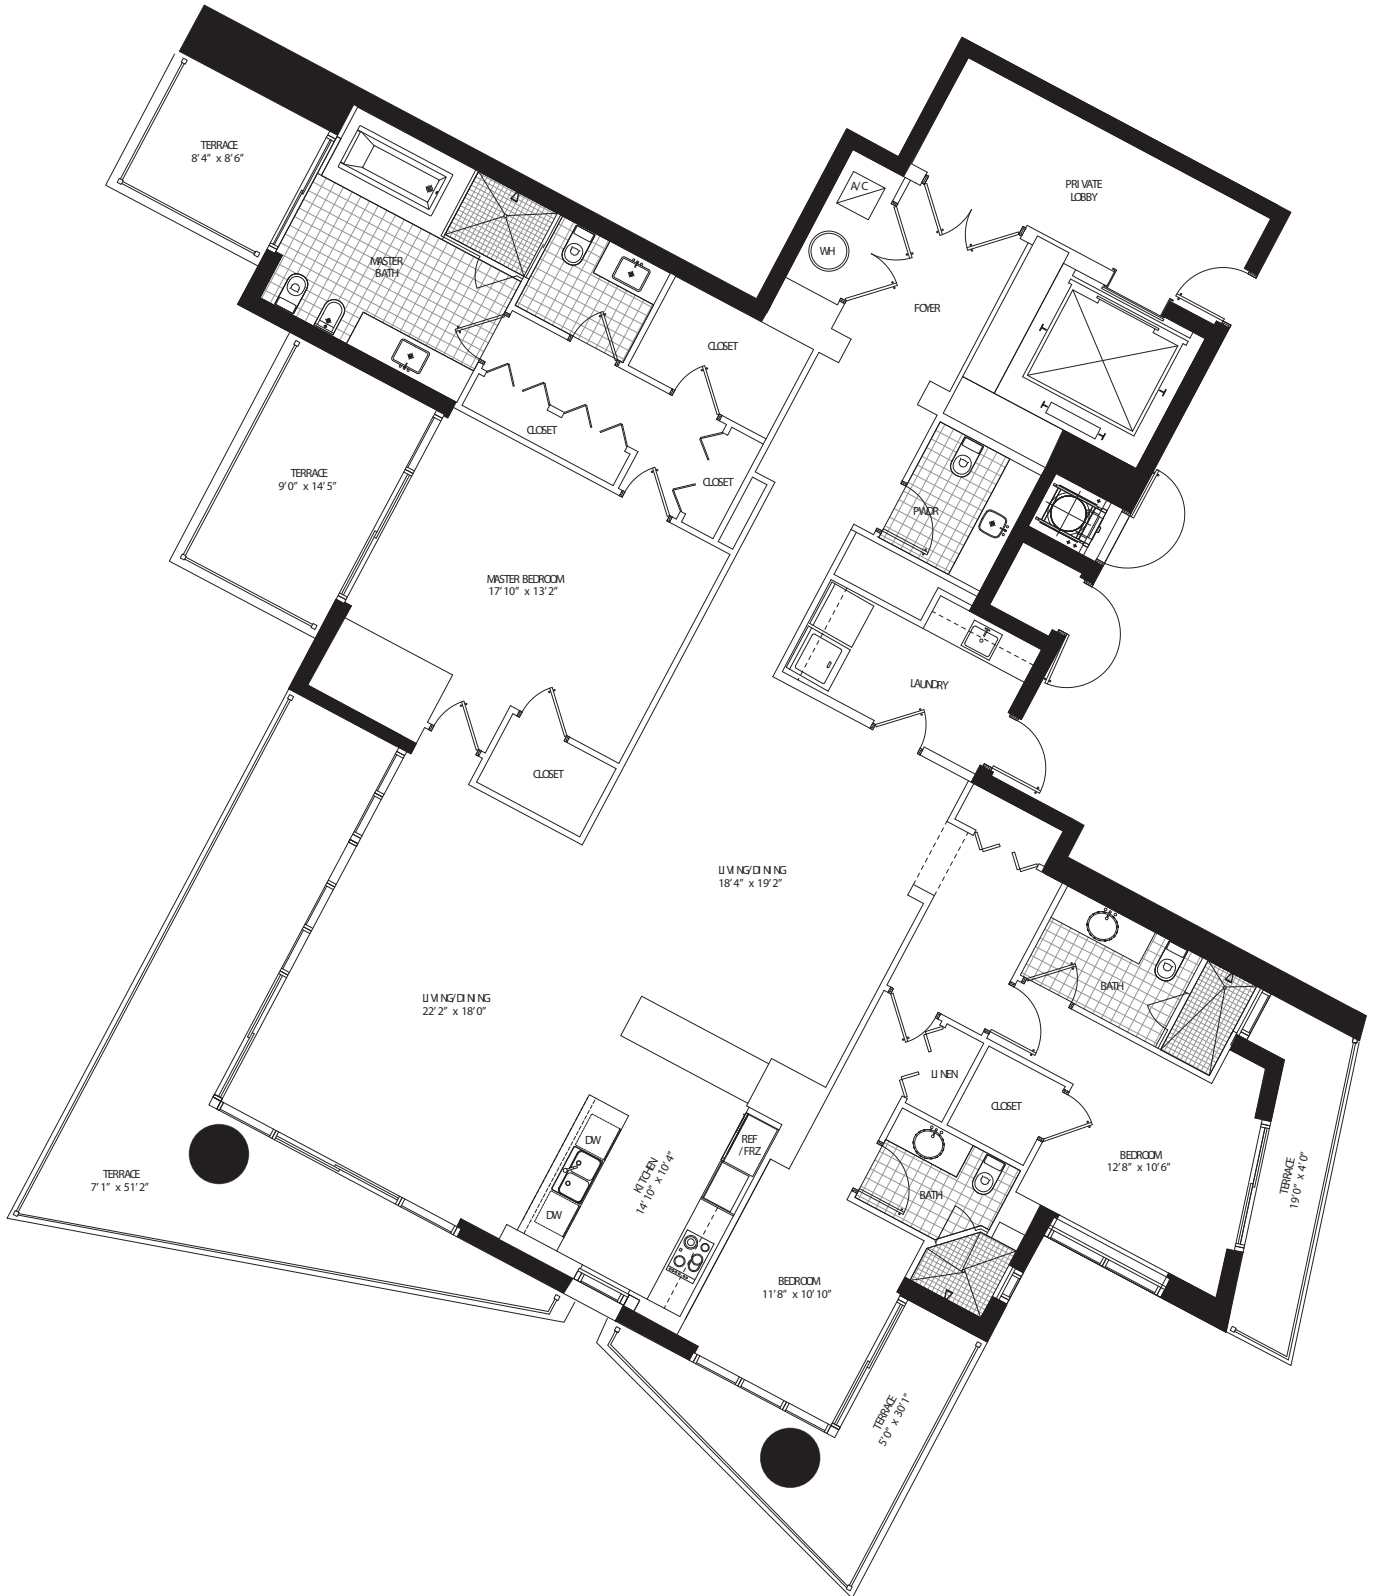 TERRACE
8'4" x 8'6"
PRIVATE
LOBBY
A/C
WH
MASTER
BATH
FOYER
CLOSET
CLOSET
TERRACE
9'0" x 14'5"
CLOSET
PWDR
MASTER BEDROOM
17'10" x 13'2"
LAUNDRY
CLOSET
LIVING/DINING
18'4" x 19'2"
LIVING/DINING
22'2" x 18'0"
BATH
LINEN
CLOSET
DW
REF
/FRZ
KITCHEN
14'10" x 10'4"
DW
BEDROOM
12'8" x 10'6"
TERRACE
19'0" x 4'0"
TERRACE
7'1" x 51'2"
BATH
BEDROOM
11'8" x 10'10"
TERRACE
5'0" x 30'1"